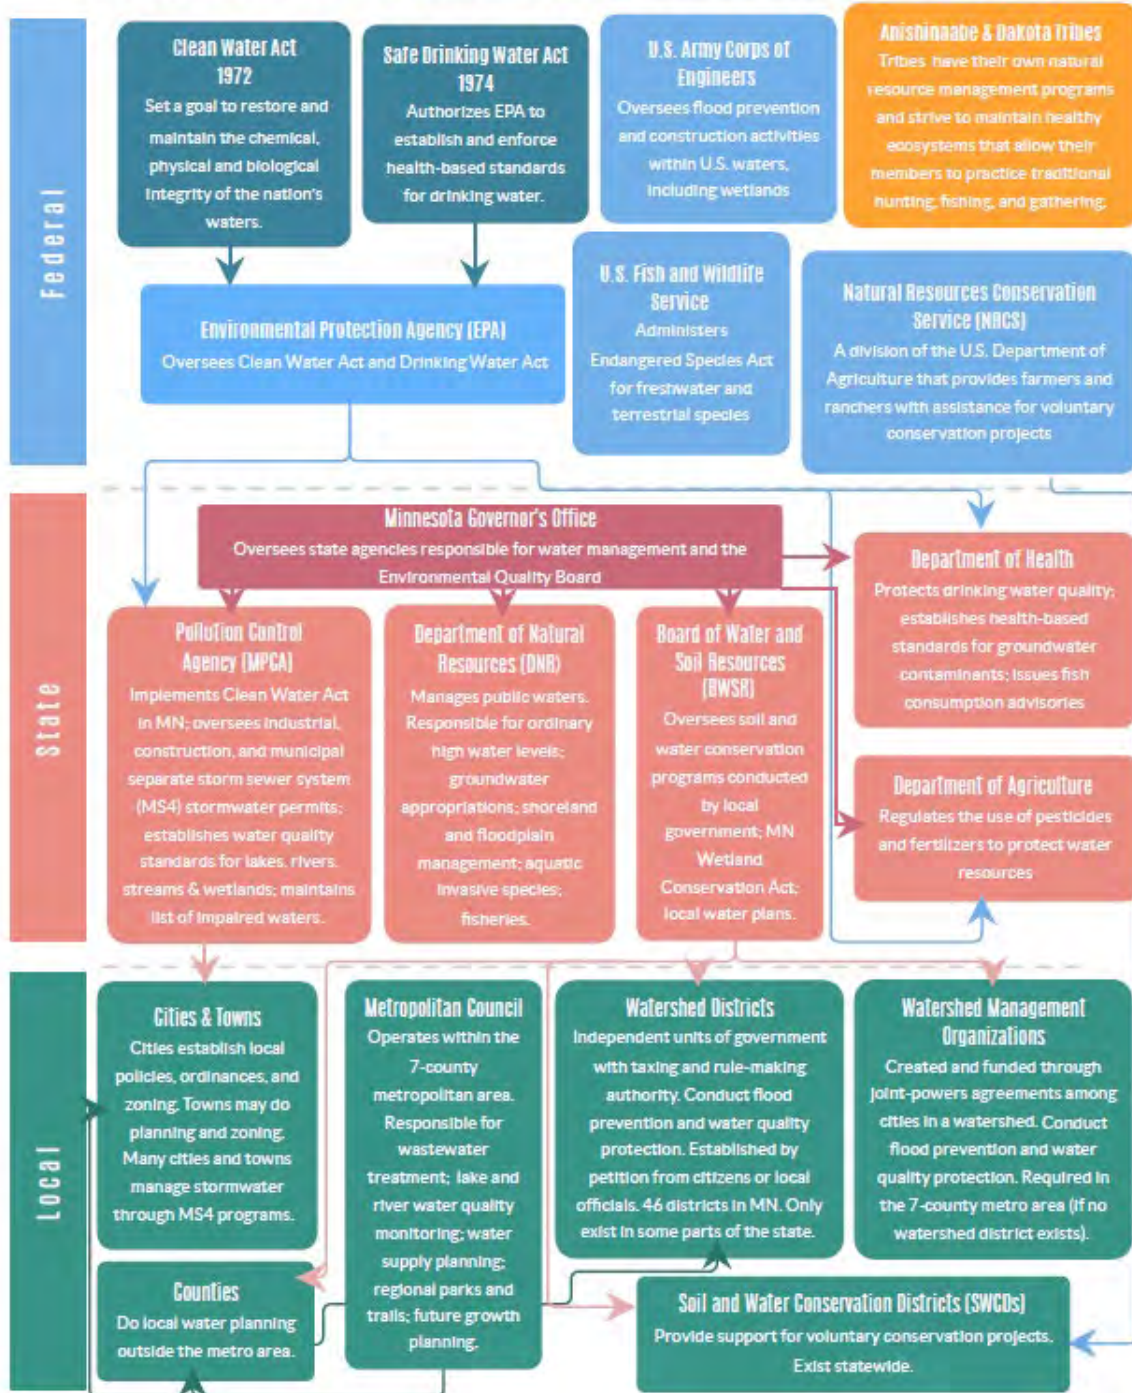 Federal
Clean Water Act
1972
Set a goal to restore and
maintain the chemical,
physical and biological
integrity of the nation's
waters.
Safe Drinking Water Act
1974
Authorizes EPA to
establish and enforce
health-based standards
for drinking water.
U.S. Army Corps of
Engineers
Oversees flood prevention
and construction activities
within U.S. waters,
including wetlands
Anishinaabe & Dakota Tribes
Tribes have their own natural
resource management programs
and strive to maintain healthy
ecosystems that allow their
members to practice traditional
hunting, fishing, and gathering.
Environmental Protection Agency (EPA)
Oversees Clean Water Act and Drinking Water Act
U.S. Fish and Wildlife
Service
Administers
Endangered Species Act
for freshwater and
terrestrial species
Natural Resources Conservation
Service (NRCS)
A division of the U.S. Department of
Agriculture that provides farmers and
ranchers with assistance for voluntary
conservation projects
State
Minnesota Governor's Office
Oversees state agencies responsible for water management and the
Environmental Quality Board
Pollution Control
Agency (MPCA)
Implements Clean Water Act
in MN; oversees industrial,
construction, and municipal
separate storm sewer system
(MS4) stormwater permits;
establishes water quality
standards for lakes, rivers,
streams & wetlands; maintains
list of impaired waters.
Department of Natural
Resources (DNR)
Manages public waters.
Responsible for ordinary
high water levels;
groundwater
appropriations; shoreland
and floodplain
management; aquatic
invasive species;
fisheries.
Board of Water and
Soil Resources
(BWSR)
Oversees soil and
water conservation
programs conducted
by local
government; MN
Wetland
Conservation Act;
local water plans.
Department of Health
Protects drinking water quality;
establishes health-based
standards for groundwater
contaminants; issues fish
consumption advisories
Department of Agriculture
Regulates the use of pesticides
and fertilizers to protect water
resources
Local
Cities & Towns
Cities establish local
policies, ordinances, and
zoning. Towns may do
planning and zoning.
Many cities and towns
manage stormwater
through MS4 programs.
Counties
Do local water planning
outside the metro area.
Metropolitan Council
Operates within the
7-county
metropolitan area.
Responsible for
wastewater
treatment; lake and
river water quality
monitoring; water
supply planning;
regional parks and
trails; future growth
planning.
Watershed Districts
Independent units of government
with taxing and rule-making
authority. Conduct flood
prevention and water quality
protection. Established by
petition from citizens or local
officials. 46 districts in MN. Only
exist in some parts of the state.
Watershed Management
Organizations
Created and funded through
joint-powers agreements among
cities in a watershed. Conduct
flood prevention and water
quality protection. Required in
the 7-county metro area (if no
watershed district exists).
Soil and Water Conservation Districts (SWCDs)
Provide support for voluntary conservation projects.
Exist statewide.